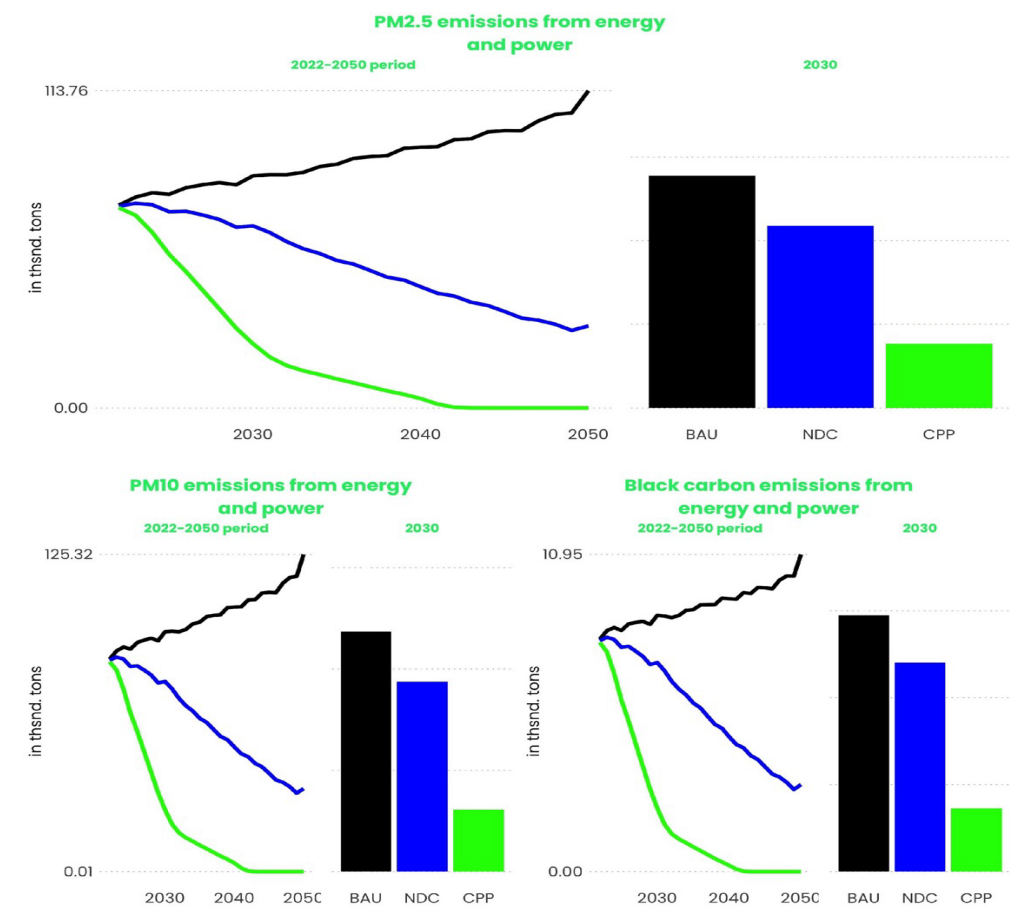 PM2.5 emissions from energy
and power
2022-2050 period
2030
113.76
in thsnd. tons
0.00
2030 2040 2050
BAU NDC CPP
PM10 emissions from energy
and power
2022-2050 period
2030
125.32
in thsnd. tons
0.01
2030 2040 2050
BAU NDC CPP
Black carbon emissions from
energy and power
2022-2050 period
2030
10.95
in thsnd. tons
0.00
2030 2040 2050
BAU NDC CPP